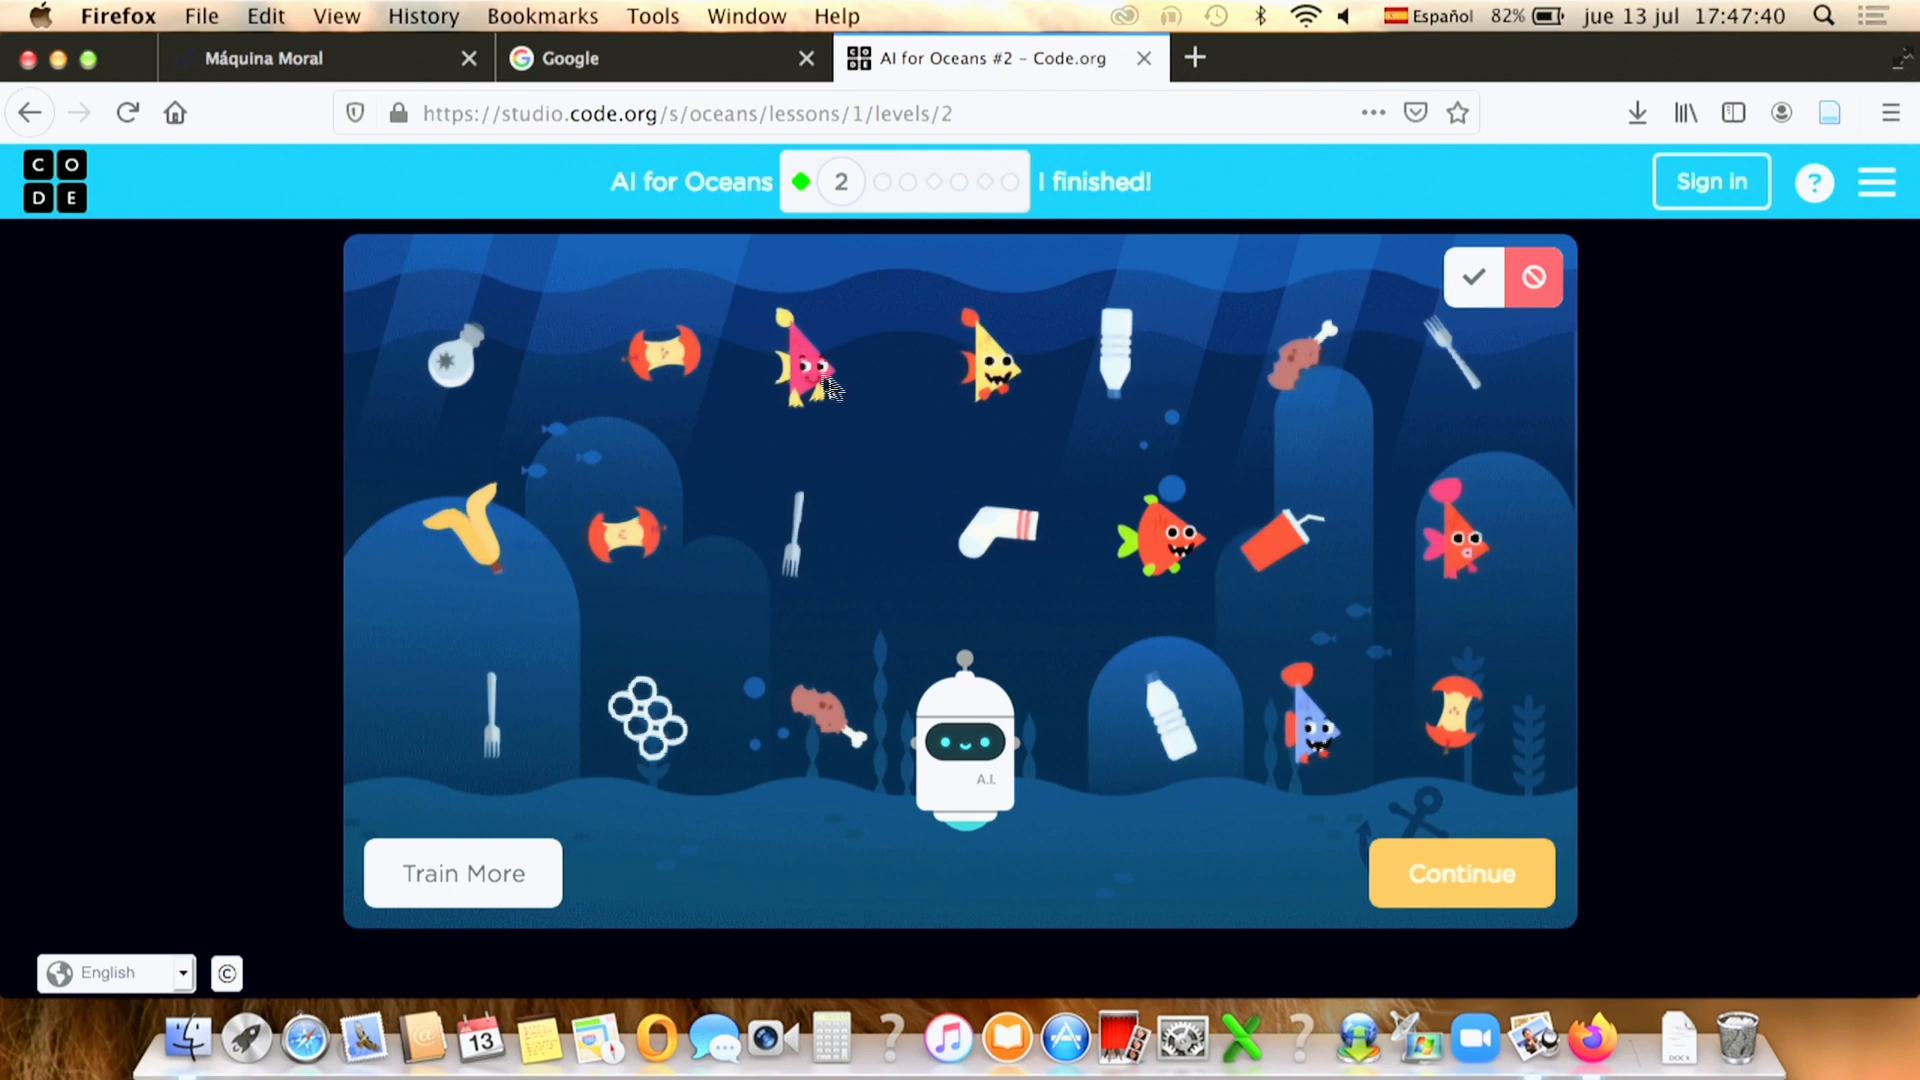 Firefox File Edit View History Bookmarks Tools Window Help Español 82% jue 13 jul 17:47:40
Máquina Moral Google AI for Oceans #2 - Code.org
https://studio.code.org/s/oceans/lessons/1/levels/2
C O
D E
AI for Oceans 2 I finished! Sign in ?
A.I.
Train More Continue
English ©
13
DOCX